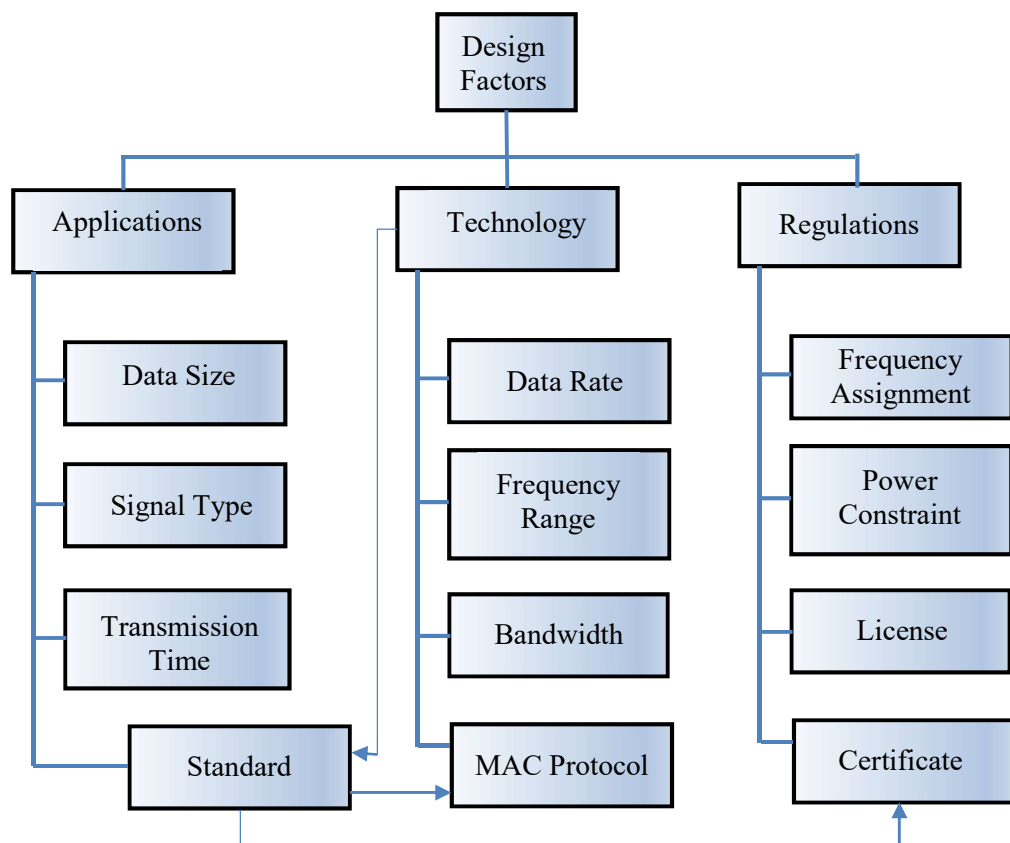 Design
Factors
Applications
Technology
Regulations
Data Size
Data Rate
Frequency
Assignment
Signal Type
Frequency
Range
Power
Constraint
Transmission
Time
Bandwidth
License
Standard
MAC Protocol
Certificate